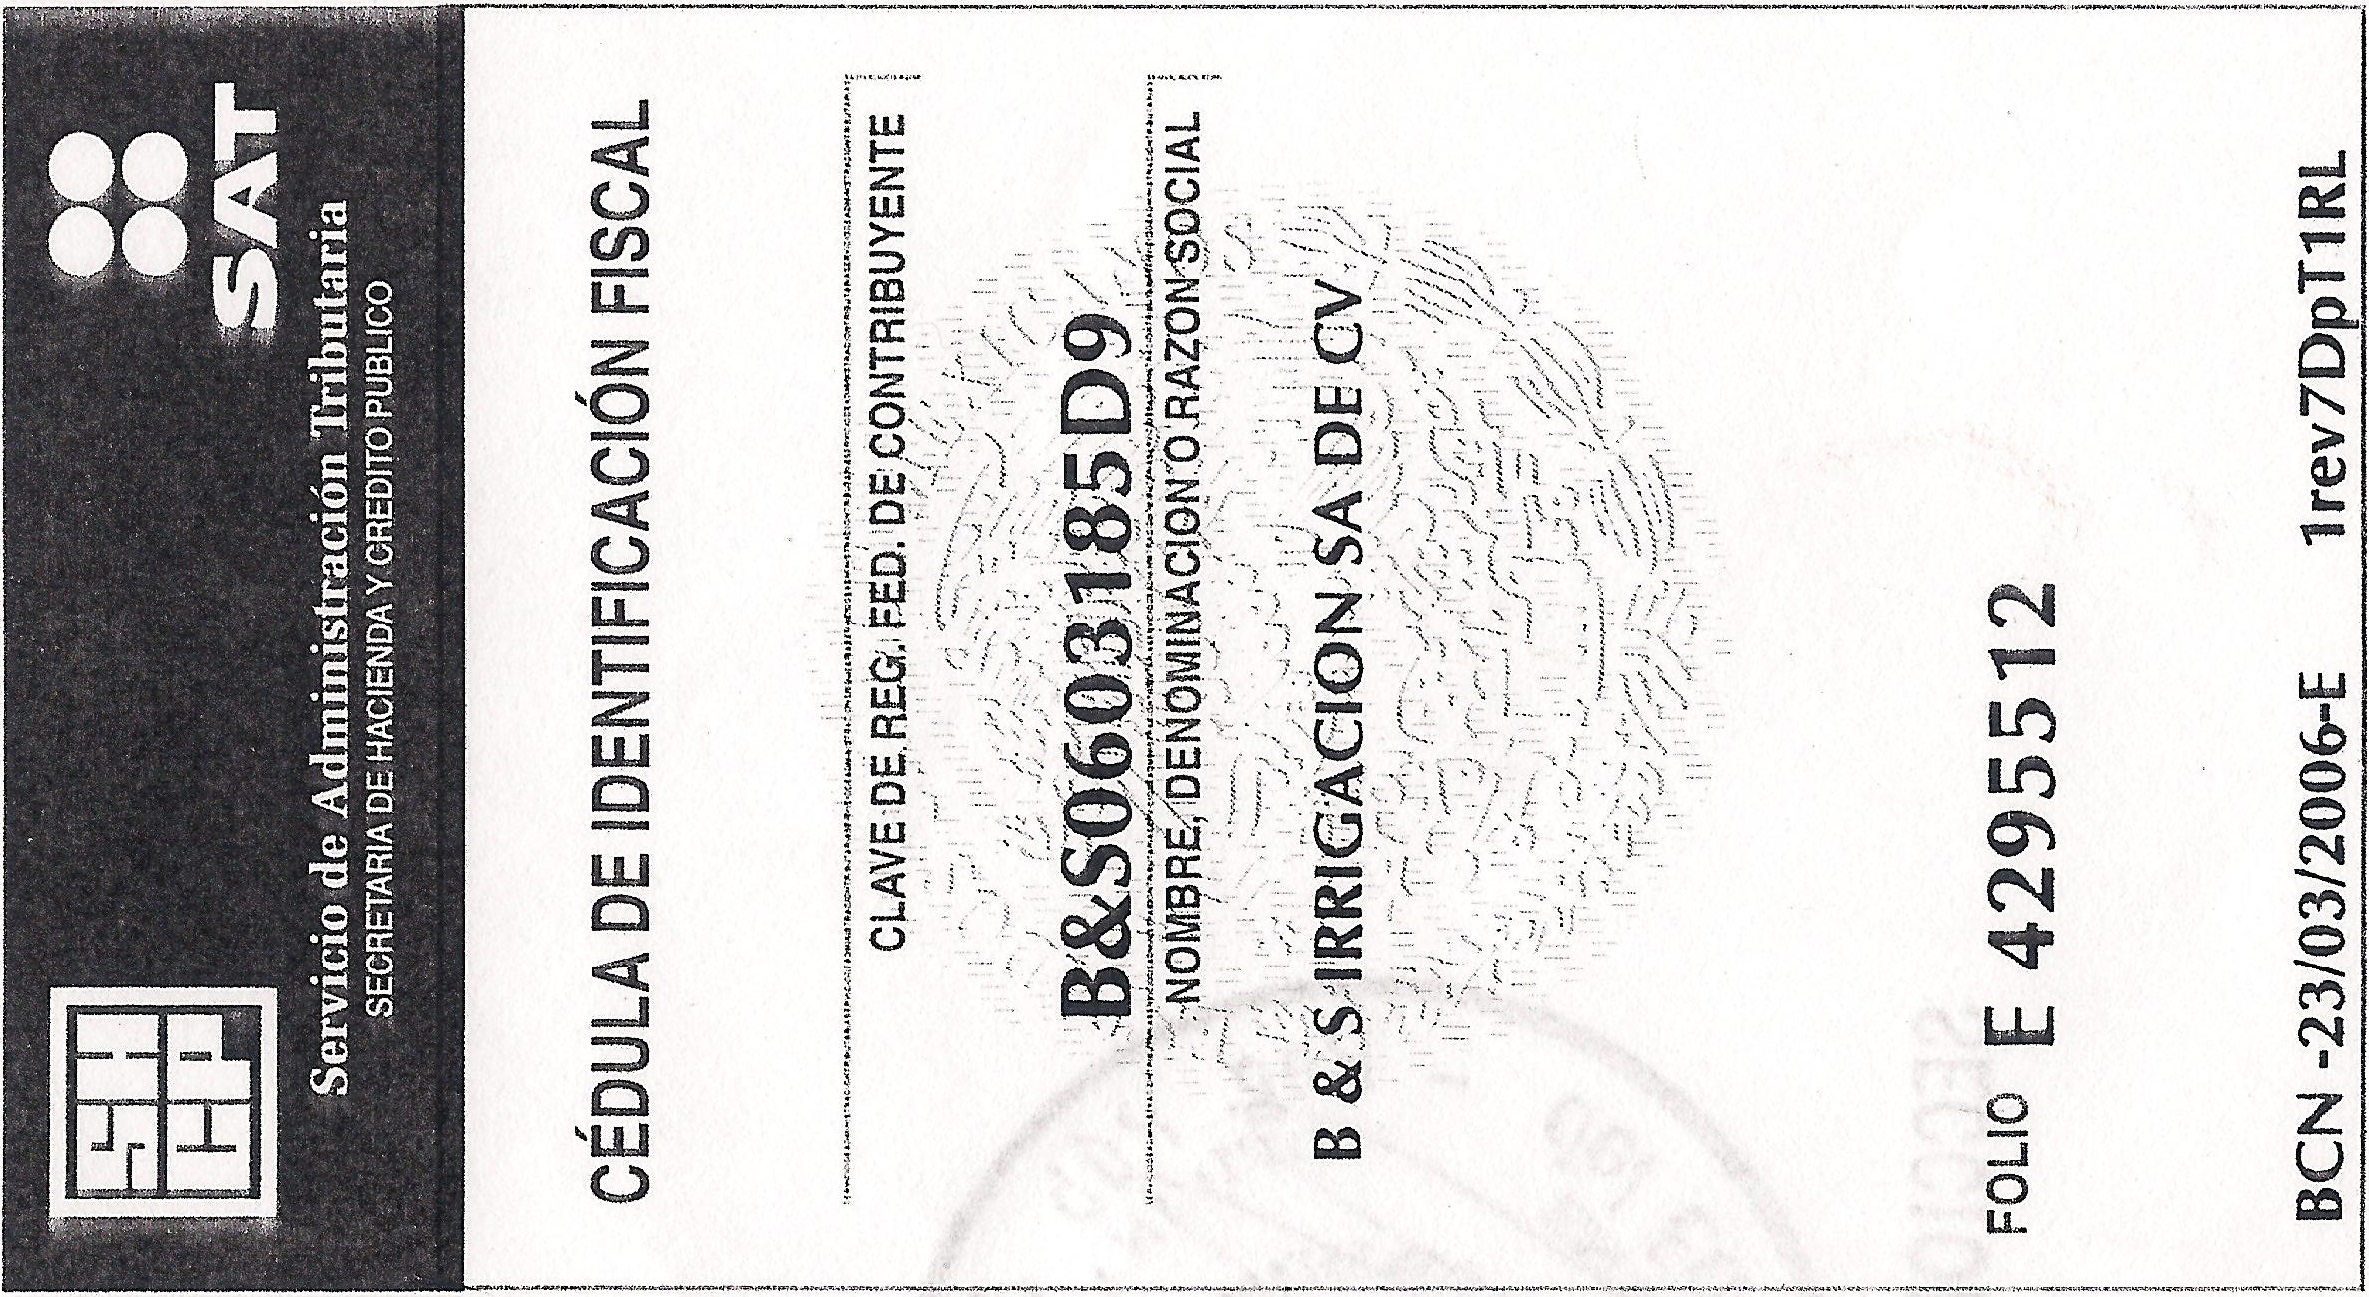 SHCP
SAT
Servicio de Administración Tributaria
SECRETARIA DE HACIENDA Y CREDITO PUBLICO
CÉDULA DE IDENTIFICACIÓN FISCAL
CLAVE DE REG. FED. DE CONTRIBUYENTE
B&S0603185D9
NOMBRE, DENOMINACION O RAZON SOCIAL
B & S IRRIGACION SA DE CV
FOLIO E 4295512
BCN -23/03/2006-E 1rev7DpT1RL